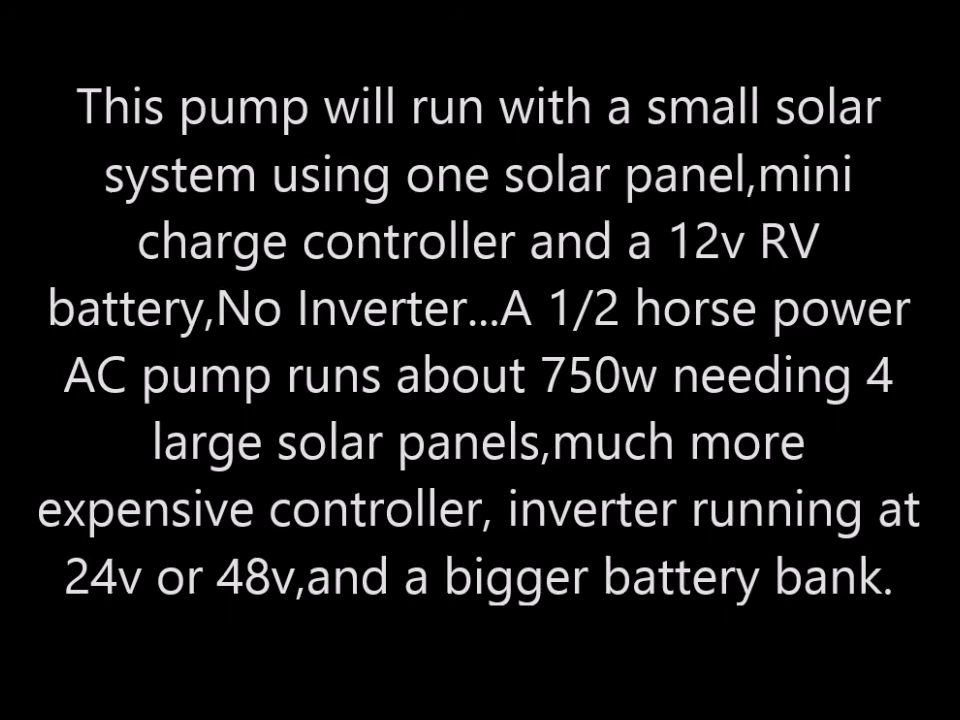 This pump will run with a small solar
system using one solar panel,mini
charge controller and a 12v RV
battery,No Inverter...A 1/2 horse power
AC pump runs about 750w needing 4
large solar panels,much more
expensive controller, inverter running at
24v or 48v,and a bigger battery bank.